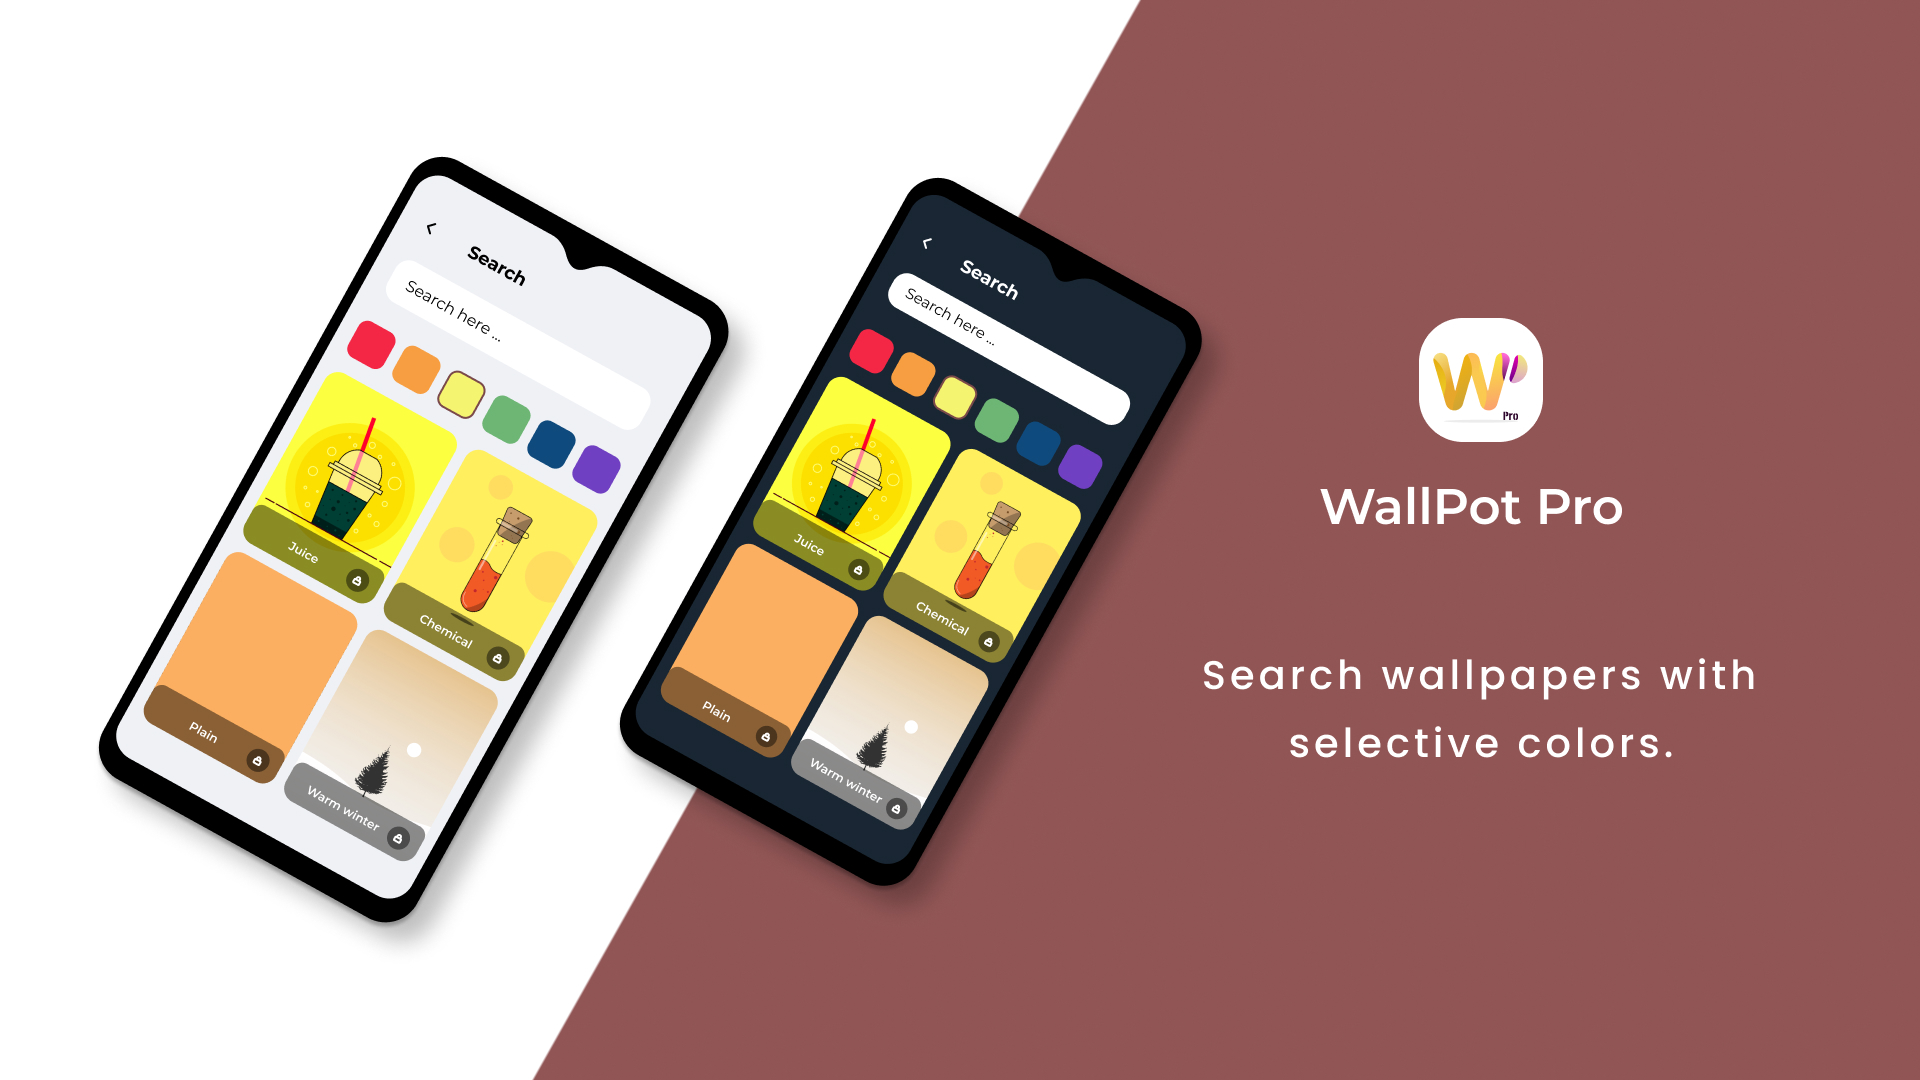 Search
Search here ...
Juice
Chemical
Plain
Warm winter
Search
Search here ...
Juice
Chemical
Plain
Warm winter
W
Pro
WallPot Pro
Search wallpapers with
selective colors.